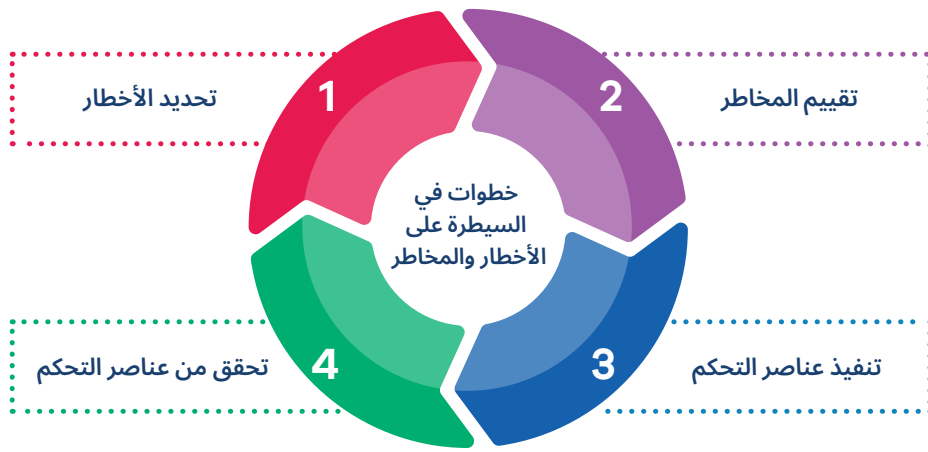 1
تحديد الأخطار
2
تقييم المخاطر
خطوات في
السيطرة على
الأخطار والمخاطر
3
تنفيذ عناصر التحكم
4
تحقق من عناصر التحكم